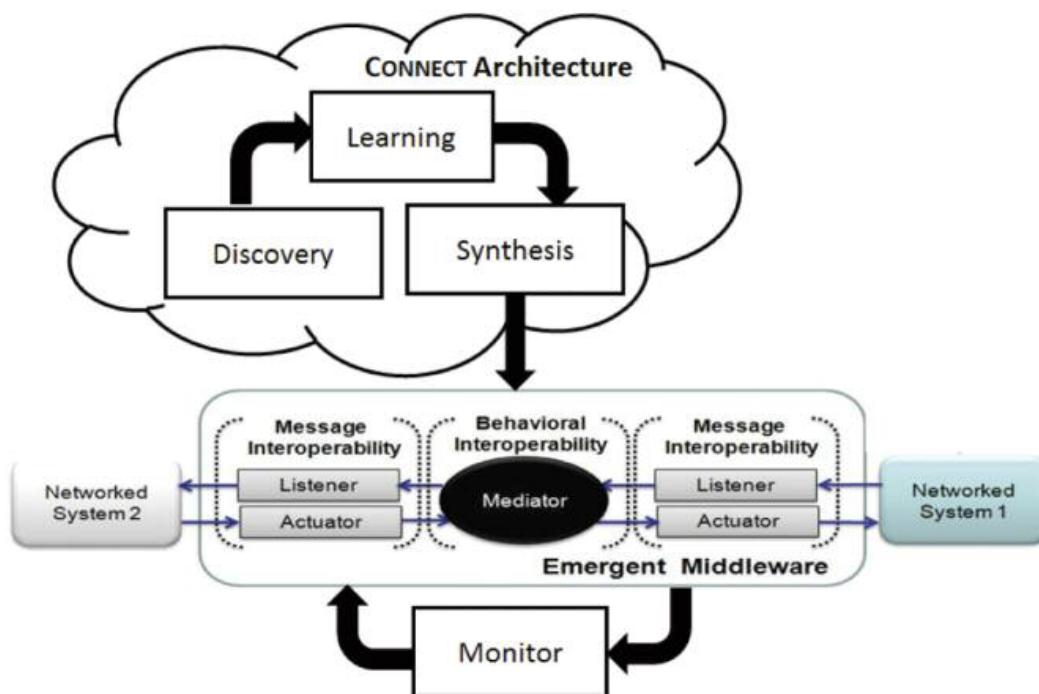 CONNECT Architecture
Learning
Discovery
Synthesis
Message
Interoperability
Behavioral
Interoperability
Message
Interoperability
Networked
System 2
Listener
Actuator
Mediator
Listener
Actuator
Networked
System 1
Emergent Middleware
Monitor